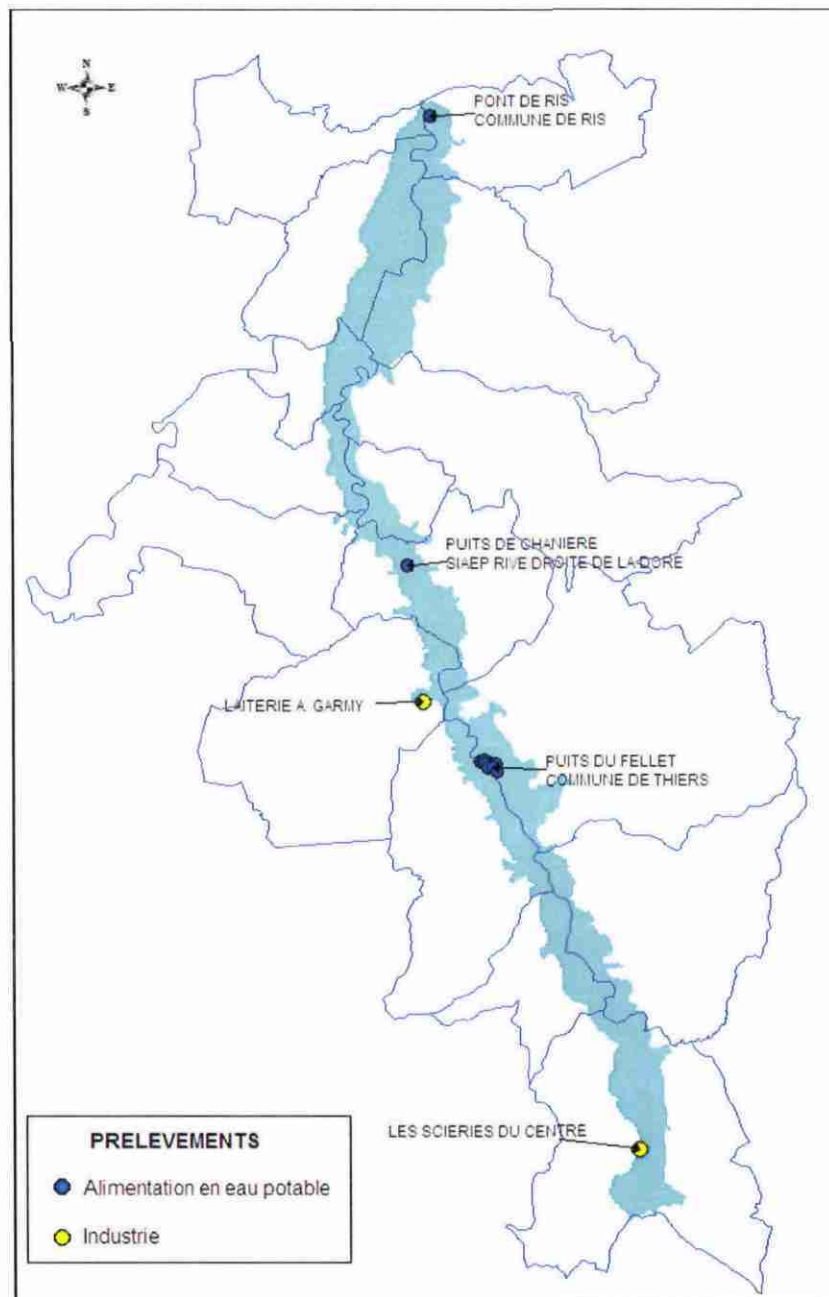 N
W E
S
PONT DE RIS
COMMUNE DE RIS
PUITS DE CHANIERE
SIAEP RIVE DROITE DE LA DORE
LAITERIE A. GARMY
PUITS DU FELLET
COMMUNE DE THIERS
LES SCIERIES DU CENTRE
PRELEVEMENTS
Alimentation en eau potable
Industrie